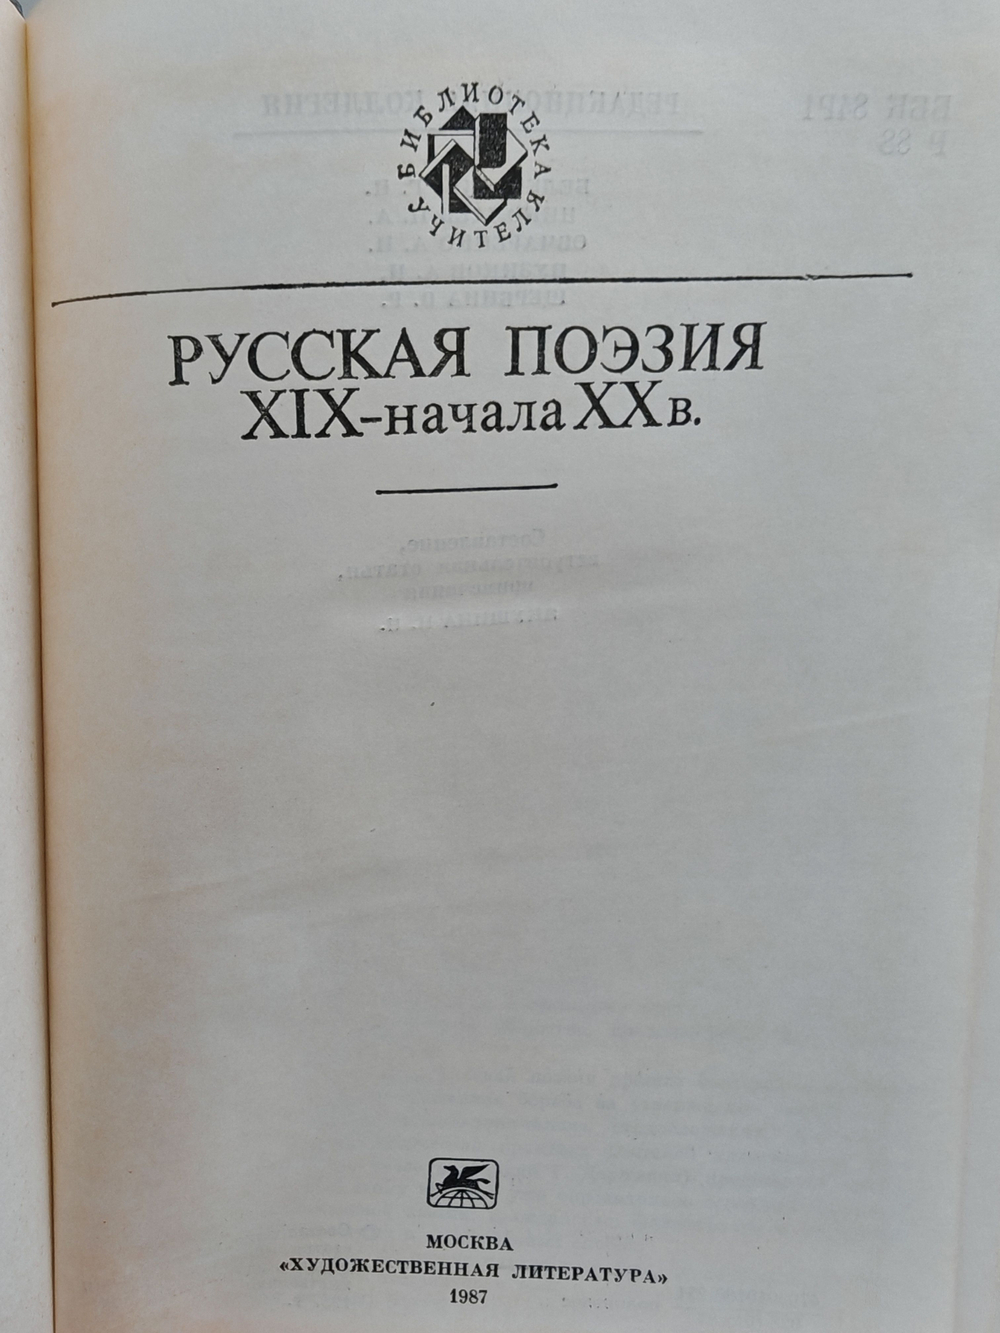 БИБЛИОТЕКА
УЧИТЕЛЯ
РУССКАЯ ПОЭЗИЯ
XIX-начала XX в.
МОСКВА
«ХУДОЖЕСТВЕННАЯ ЛИТЕРАТУРА»
1987